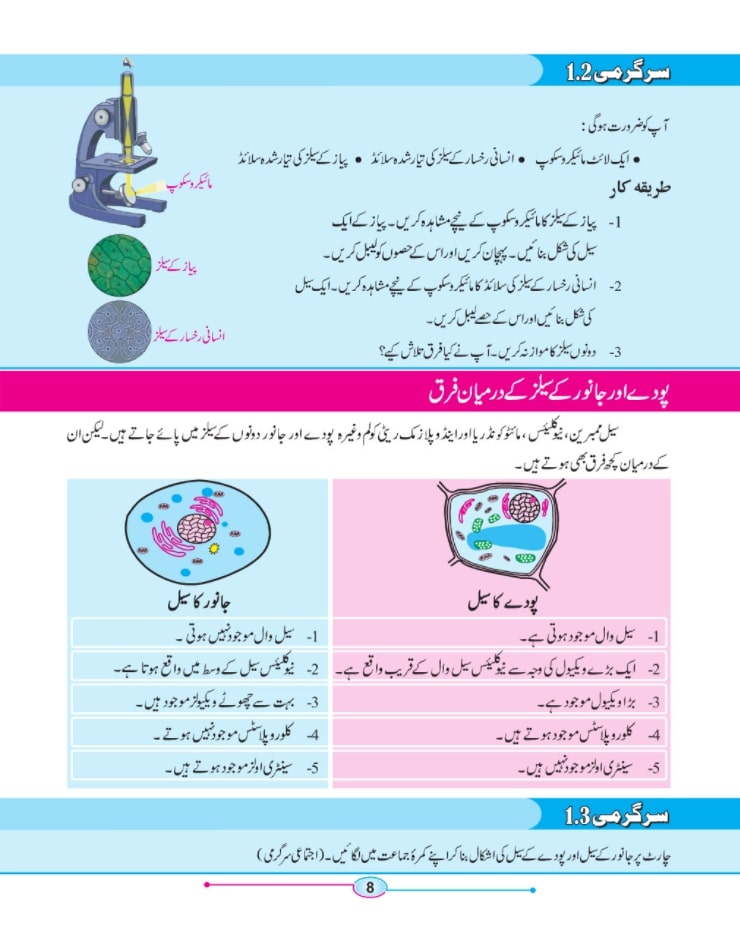 سرگرمی 1.2
آپ کو ضرورت ہوگی :
• ایک لائٹ مائیکروسکوپ • انسانی رخسار کے سیلز کی تیار شدہ سلائڈ • پیاز کے سیلز کی تیار شدہ سلائڈ
طریقہ کار
مائیکروسکوپ
1- پیاز کے سیلز کا مائیکروسکوپ کے نیچے مشاہدہ کریں۔ پیاز کے ایک
سیل کی شکل بنائیں۔ پہچان کریں اور اس کے حصوں کو لیبل کریں۔
پیاز کے سیلز
2- انسانی رخسار کے سیلز کی سلائڈ کا مائیکروسکوپ کے نیچے مشاہدہ کریں۔ ایک سیل
کی شکل بنائیں اور اس کے حصے لیبل کریں۔
انسانی رخسار کے سیلز
3- دونوں سیلز کا موازنہ کریں۔ آپ نے کیا فرق تلاش کیے؟
پودے اور جانور کے سیلز کے درمیان فرق
سیل ممبرین، نیوکلیئس، مائٹوکونڈریا اور اینڈوپلازمک ریٹی کولم وغیرہ پودے اور جانور دونوں کے سیلز میں پائے جاتے ہیں۔ لیکن ان
کے درمیان کچھ فرق بھی ہوتے ہیں۔
پودے کا سیل
جانور کا سیل
1- سیل وال موجود ہوتی ہے۔
1- سیل وال موجود نہیں ہوتی ۔
2- ایک بڑے ویکیول کی وجہ سے نیوکلیئس سیل وال کے قریب واقع ہے۔
2- نیوکلیئس سیل کے وسط میں واقع ہوتا ہے۔
3- بڑا ویکیول موجود ہے۔
3- بہت سے چھوٹے ویکیولز موجود ہیں۔
4- کلوروپلاسٹس موجود ہوتے ہیں۔
4- کلوروپلاسٹس موجود نہیں ہوتے ۔
5- سینٹری اولز موجود نہیں ہیں۔
5- سینٹری اولز موجود ہوتے ہیں۔
سرگرمی 1.3
چارٹ پر جانور کے سیل اور پودے کے سیل کی اشکال بنا کر اپنے کمرۂ جماعت میں لگائیں۔ (اجتماعی سرگرمی)
8